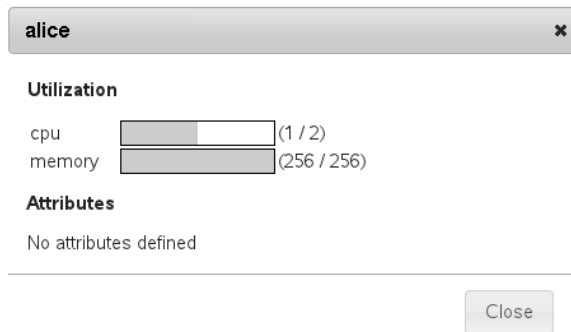 alice
Utilization
cpu (1 / 2)
memory (256 / 256)
Attributes
No attributes defined
Close